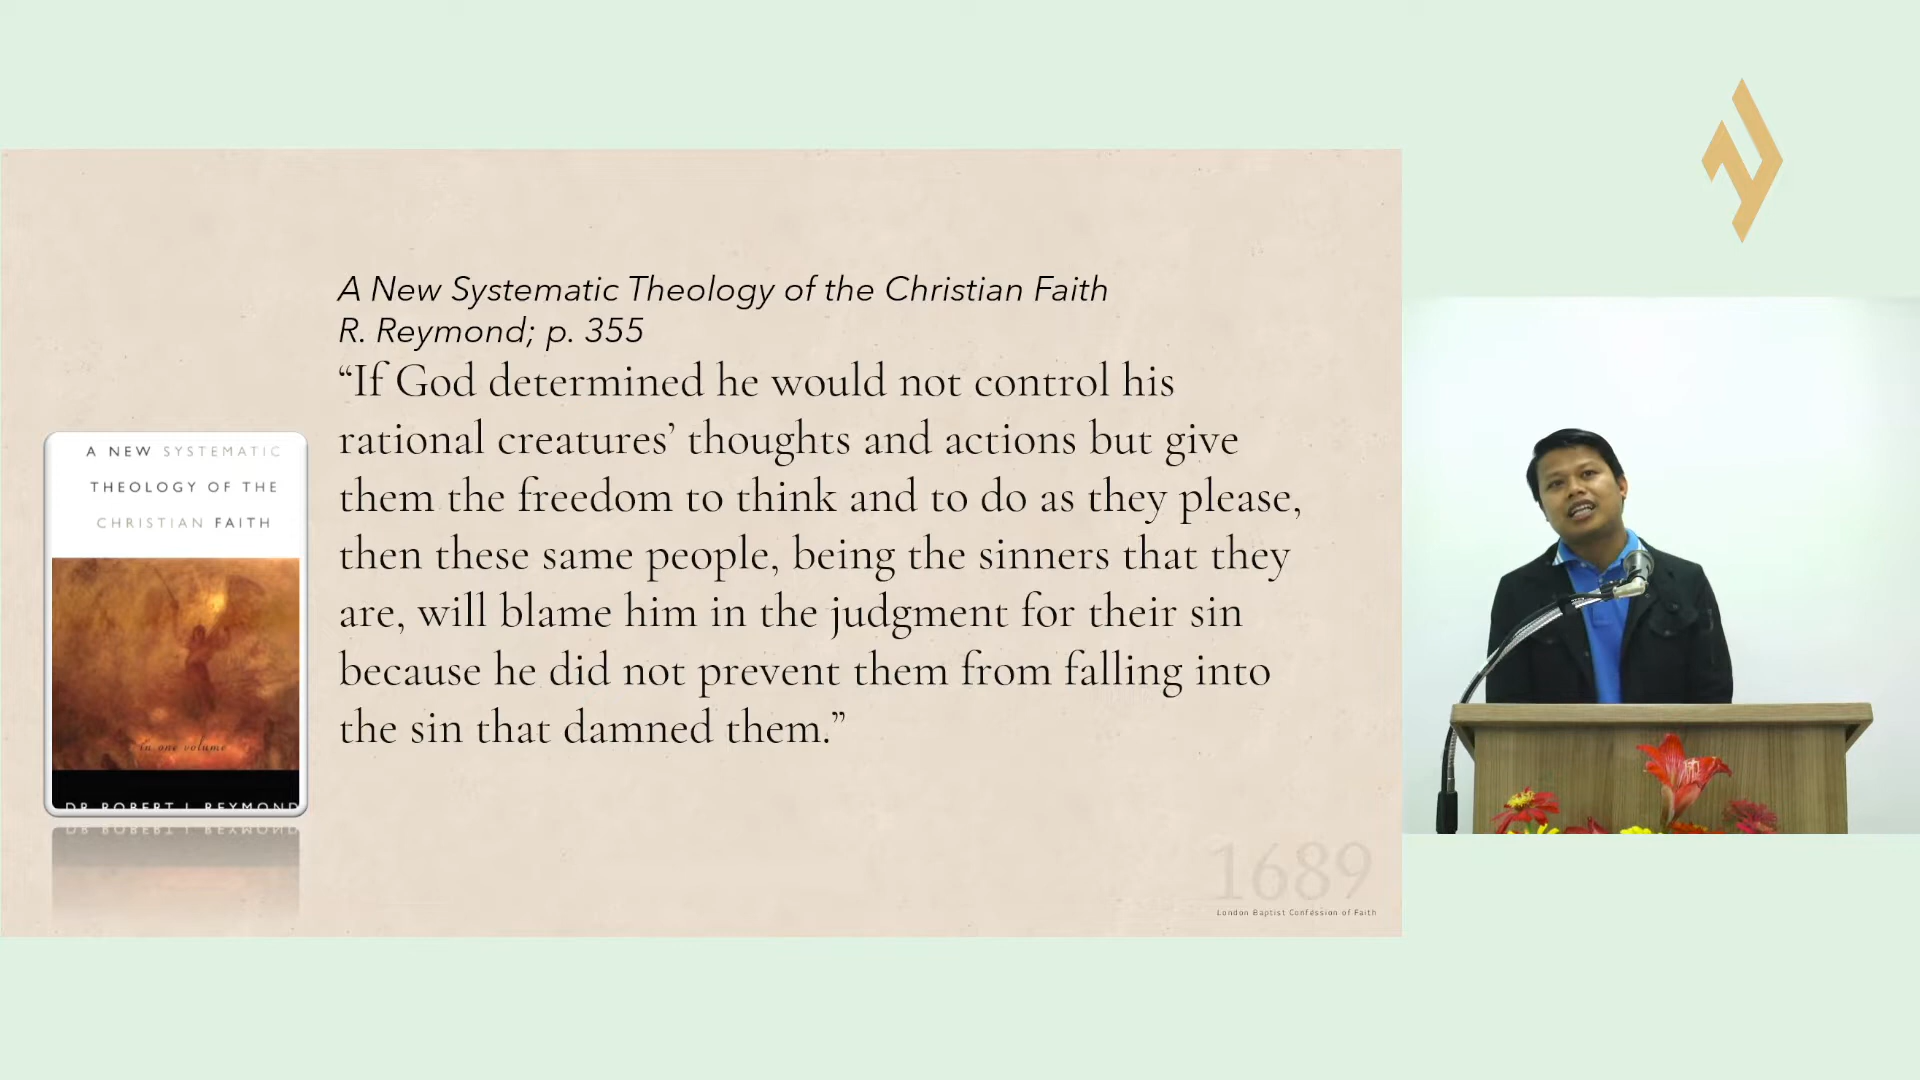 A New Systematic Theology of the Christian Faith
R. Reymond; p. 355
“If God determined he would not control his
rational creatures’ thoughts and actions but give
them the freedom to think and to do as they please,
then these same people, being the sinners that they
are, will blame him in the judgment for their sin
because he did not prevent them from falling into
the sin that damned them.”
A NEW SYSTEMATIC
THEOLOGY OF THE
CHRISTIAN FAITH
in one volume
DR. ROBERT L. REYMOND
1689
London Baptist Confession of Faith